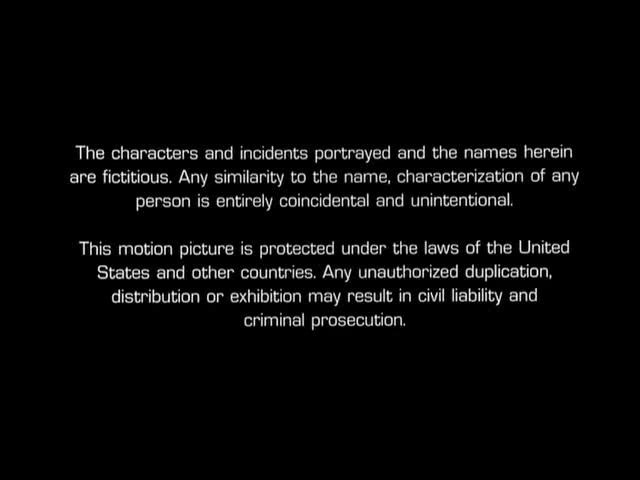 The characters and incidents portrayed and the names herein
are fictitious. Any similarity to the name, characterization of any
person is entirely coincidental and unintentional.
This motion picture is protected under the laws of the United
States and other countries. Any unauthorized duplication,
distribution or exhibition may result in civil liability and
criminal prosecution.